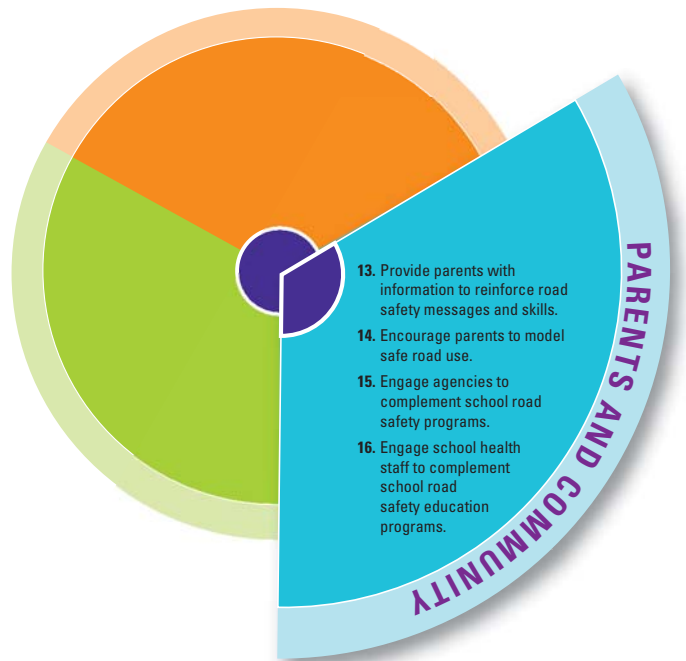 13. Provide parents with
information to reinforce road
safety messages and skills.
14. Encourage parents to model
safe road use.
15. Engage agencies to
complement school road
safety programs.
16. Engage school health
staff to complement
school road
safety education
programs.
PARENTS AND COMMUNITY